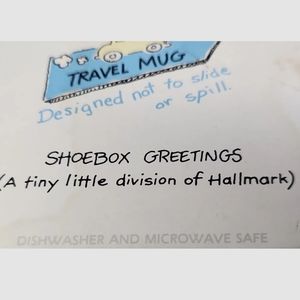 TRAVEL MUG
Designed not to slide
or spill.
SHOEBOX GREETINGS
(A tiny little division of Hallmark)
DISHWASHER AND MICROWAVE SAFE